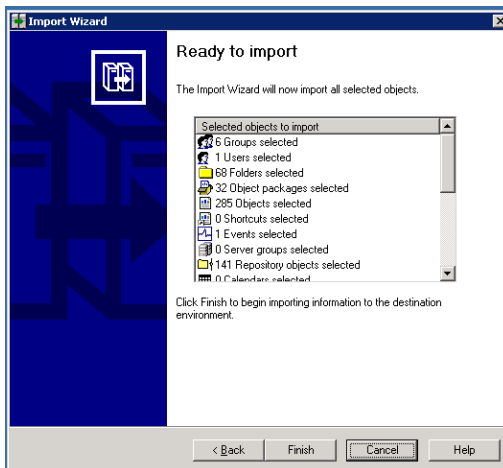 Import Wizard
Ready to import
The Import Wizard will now import all selected objects.
Selected objects to import
6 Groups selected
1 Users selected
68 Folders selected
32 Object packages selected
285 Objects selected
0 Shortcuts selected
1 Events selected
0 Server groups selected
141 Repository objects selected
0 Calendars selected
Click Finish to begin importing information to the destination
environment.
< Back Finish Cancel Help